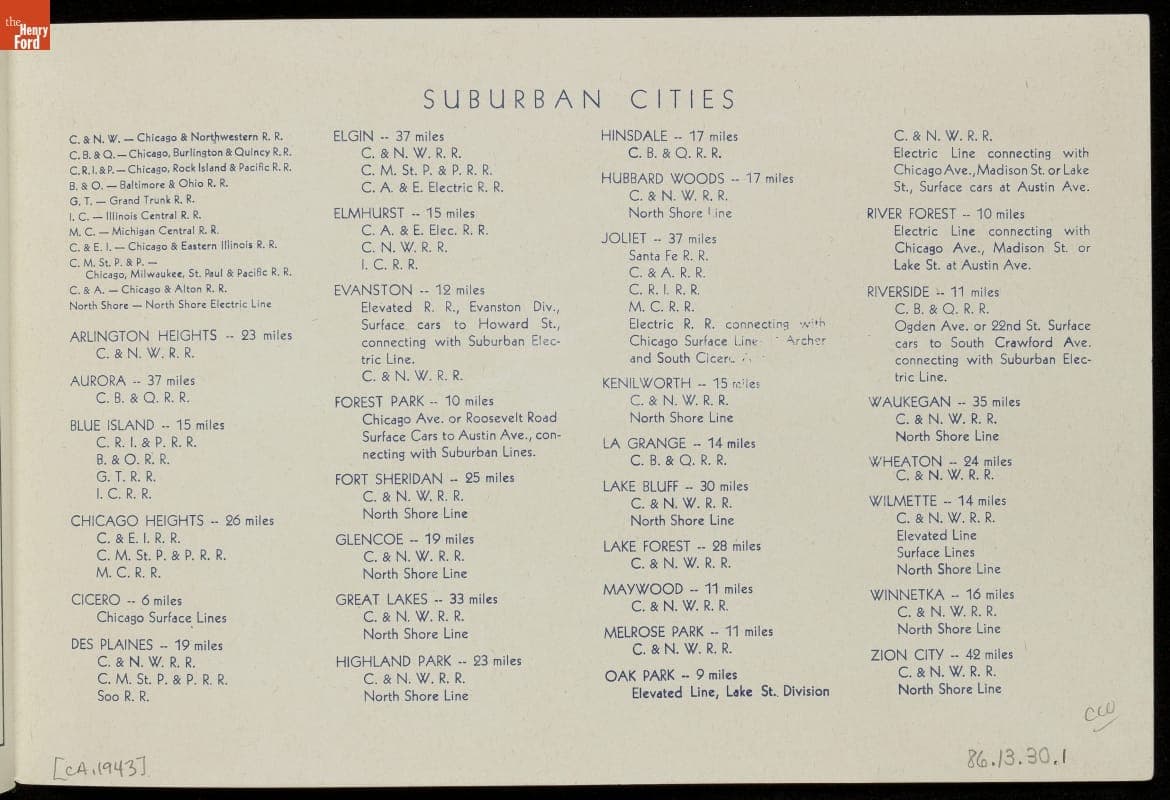 the
Henry
Ford
SUBURBAN CITIES
C. & N. W. — Chicago & Northwestern R. R.
C. B. & Q. — Chicago, Burlington & Quincy R. R.
C. R. I. & P. — Chicago, Rock Island & Pacific R. R.
B. & O. — Baltimore & Ohio R. R.
G. T. — Grand Trunk R. R.
I. C. — Illinois Central R. R.
M. C. — Michigan Central R. R.
C. & E. I. — Chicago & Eastern Illinois R. R.
C. M. St. P. & P. —
Chicago, Milwaukee, St. Paul & Pacific R. R.
C. & A. — Chicago & Alton R. R.
North Shore — North Shore Electric Line
ARLINGTON HEIGHTS -- 23 miles
C. & N. W. R. R.
AURORA -- 37 miles
C. B. & Q. R. R.
BLUE ISLAND -- 15 miles
C. R. I. & P. R. R.
B. & O. R. R.
G. T. R. R.
I. C. R. R.
CHICAGO HEIGHTS -- 26 miles
C. & E. I. R. R.
C. M. St. P. & P. R. R.
M. C. R. R.
CICERO -- 6 miles
Chicago Surface Lines
DES PLAINES -- 19 miles
C. & N. W. R. R.
C. M. St. P. & P. R. R.
Soo R. R.
ELGIN -- 37 miles
C. & N. W. R. R.
C. M. St. P. & P. R. R.
C. A. & E. Electric R. R.
ELMHURST -- 15 miles
C. A. & E. Elec. R. R.
C. N. W. R. R.
I. C. R. R.
EVANSTON -- 12 miles
Elevated R. R., Evanston Div.,
Surface cars to Howard St.,
connecting with Suburban Elec-
tric Line.
C. & N. W. R. R.
FOREST PARK -- 10 miles
Chicago Ave. or Roosevelt Road
Surface Cars to Austin Ave., con-
necting with Suburban Lines.
FORT SHERIDAN -- 25 miles
C. & N. W. R. R.
North Shore Line
GLENCOE -- 19 miles
C. & N. W. R. R.
North Shore Line
GREAT LAKES -- 33 miles
C. & N. W. R. R.
North Shore Line
HIGHLAND PARK -- 23 miles
C. & N. W. R. R.
North Shore Line
HINSDALE -- 17 miles
C. B. & Q. R. R.
HUBBARD WOODS -- 17 miles
C. & N. W. R. R.
North Shore Line
JOLIET -- 37 miles
Santa Fe R. R.
C. & A. R. R.
C. R. I. R. R.
M. C. R. R.
Electric R. R. connecting with
Chicago Surface Line Archer
and South Cicero
KENILWORTH -- 15 miles
C. & N. W. R. R.
North Shore Line
LA GRANGE -- 14 miles
C. B. & Q. R. R.
LAKE BLUFF -- 30 miles
C. & N. W. R. R.
North Shore Line
LAKE FOREST -- 28 miles
C. & N. W. R. R.
MAYWOOD -- 11 miles
C. & N. W. R. R.
MELROSE PARK -- 11 miles
C. & N. W. R. R.
OAK PARK -- 9 miles
Elevated Line, Lake St. Division
C. & N. W. R. R.
Electric Line connecting with
Chicago Ave., Madison St. or Lake
St., Surface cars at Austin Ave.
RIVER FOREST -- 10 miles
Electric Line connecting with
Chicago Ave., Madison St. or
Lake St. at Austin Ave.
RIVERSIDE -- 11 miles
C. B. & Q. R. R.
Ogden Ave. or 22nd St. Surface
cars to South Crawford Ave.
connecting with Suburban Elec-
tric Line.
WAUKEGAN -- 35 miles
C. & N. W. R. R.
North Shore Line
WHEATON -- 24 miles
C. & N. W. R. R.
WILMETTE -- 14 miles
C. & N. W. R. R.
Elevated Line
Surface Lines
North Shore Line
WINNETKA -- 16 miles
C. & N. W. R. R.
North Shore Line
ZION CITY -- 42 miles
C. & N. W. R. R.
North Shore Line
[CA. 1943]
86.13.30.1